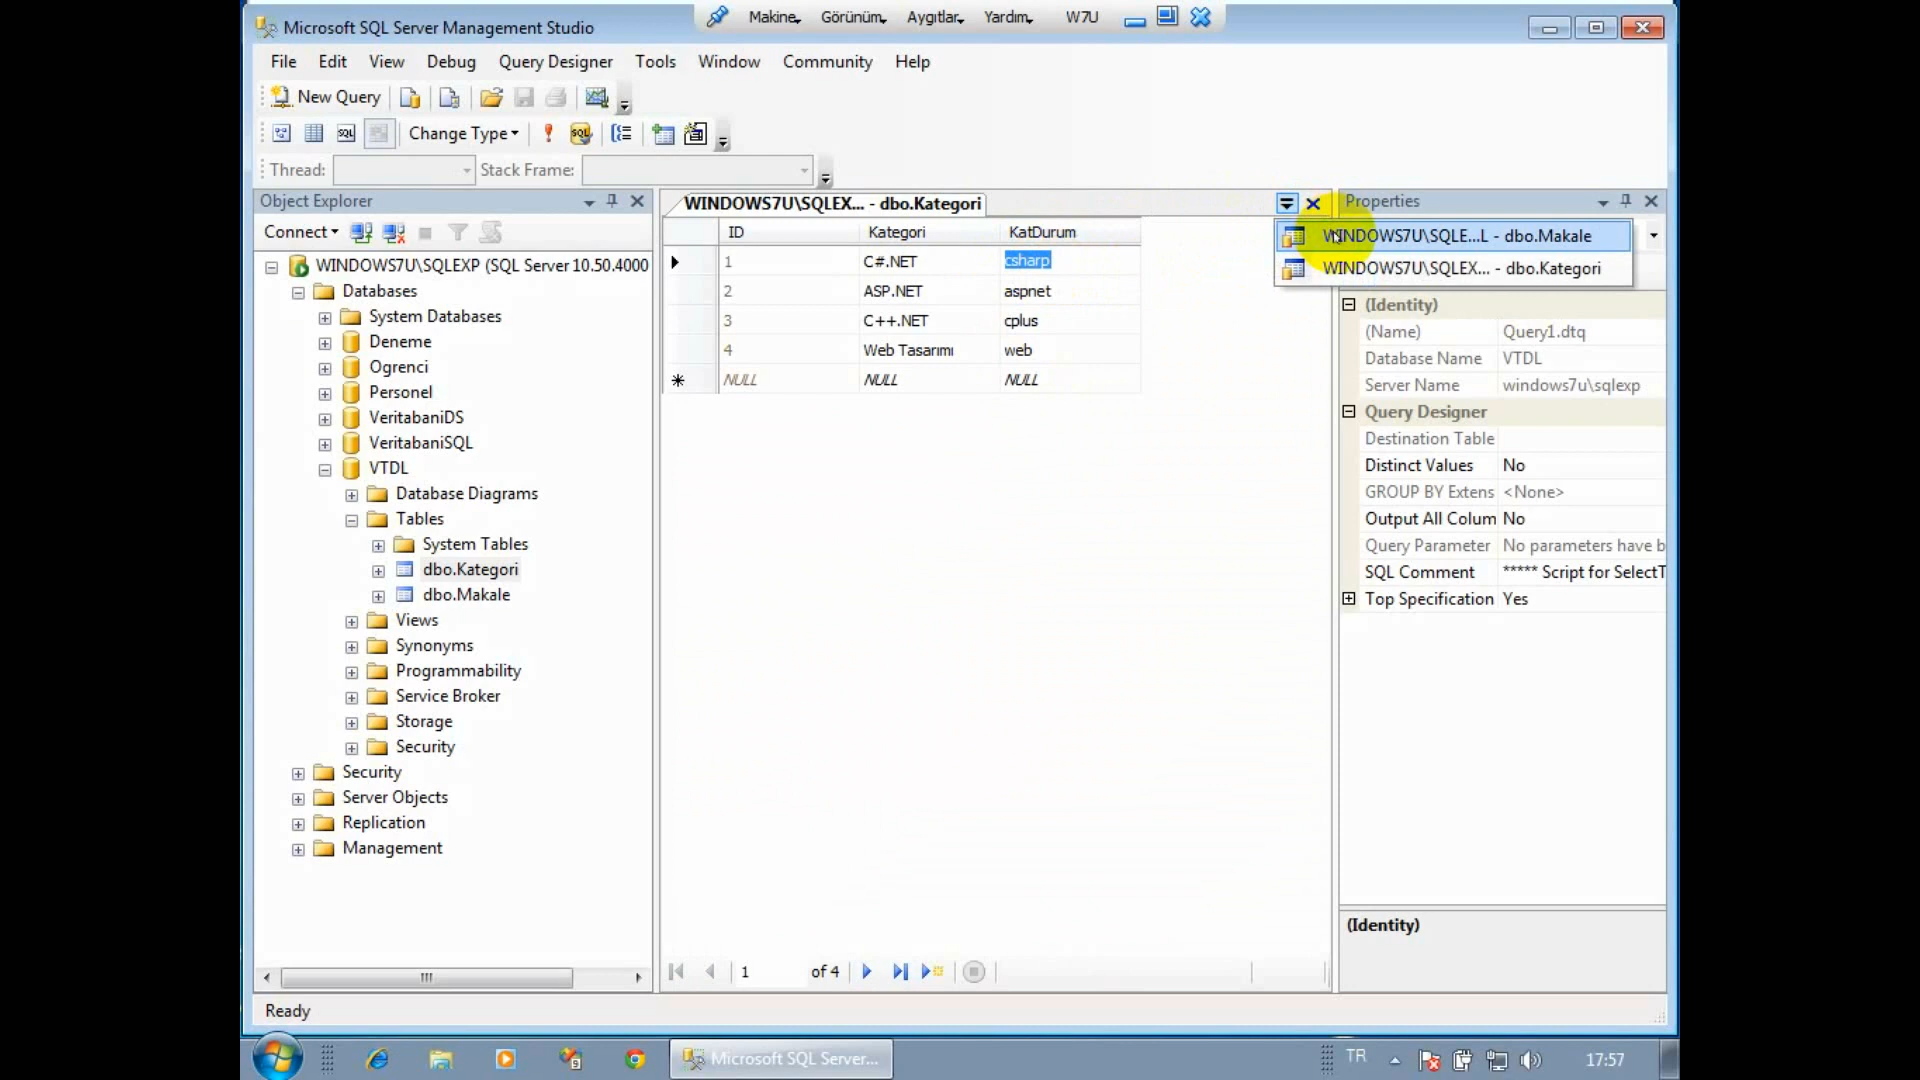 Makine Görünüm Aygıtlar Yardım W7U
Microsoft SQL Server Management Studio
File Edit View Debug Query Designer Tools Window Community Help
New Query
SQL Change Type SQL
Thread: Stack Frame:
Object Explorer
Connect
WINDOWS7U\SQLEXP (SQL Server 10.50.4000
Databases
System Databases
Deneme
Ogrenci
Personel
VeritabaniDS
VeritabaniSQL
VTDL
Database Diagrams
Tables
System Tables
dbo.Kategori
dbo.Makale
Views
Synonyms
Programmability
Service Broker
Storage
Security
Security
Server Objects
Replication
Management
WINDOWS7U\SQLEX... - dbo.Kategori
ID Kategori KatDurum
1 C#.NET csharp
2 ASP.NET aspnet
3 C++.NET cplus
4 Web Tasarımı web
NULL NULL NULL
1 of 4
Properties
WINDOWS7U\SQLE...L - dbo.Makale
WINDOWS7U\SQLEX... - dbo.Kategori
(Identity)
(Name) Query1.dtq
Database Name VTDL
Server Name windows7u\sqlexp
Query Designer
Destination Table
Distinct Values No
GROUP BY Extens <None>
Output All Colum No
Query Parameter No parameters have b
SQL Comment ***** Script for SelectT
Top Specification Yes
(Identity)
Ready
Microsoft SQL Server...
TR 17:57